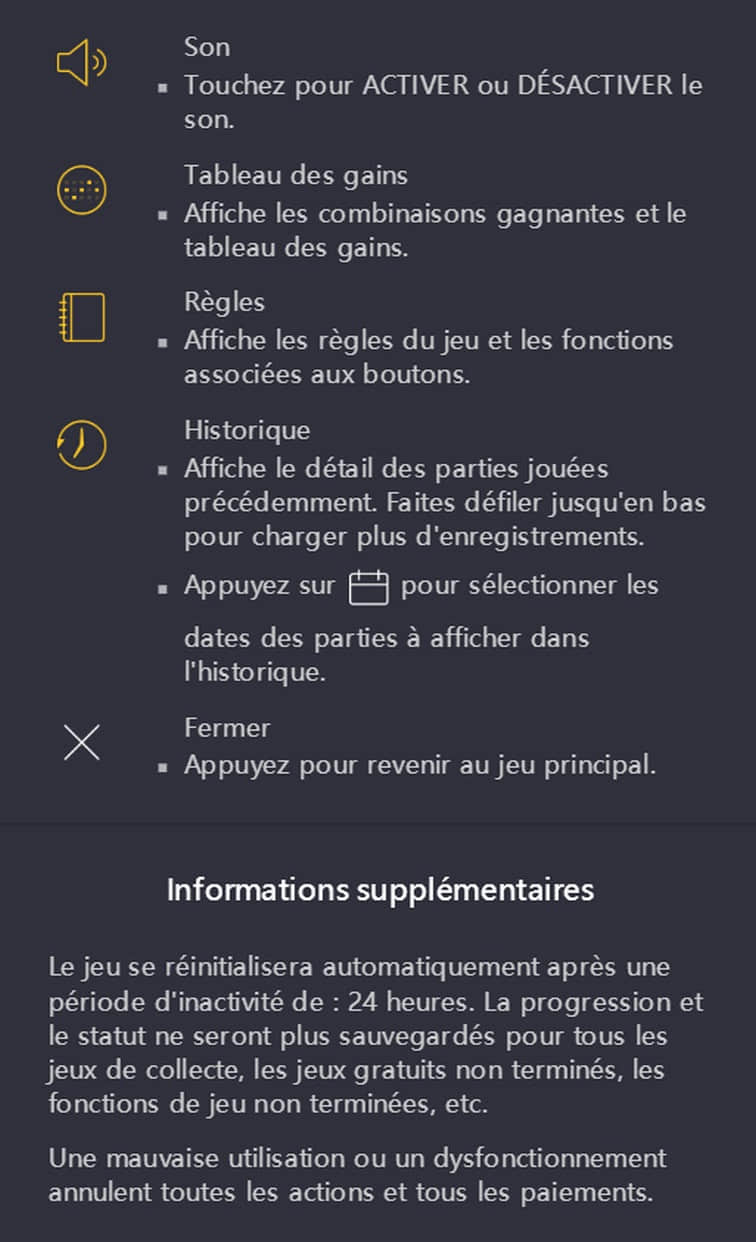 Son
▪ Touchez pour ACTIVER ou DÉSACTIVER le
son.
Tableau des gains
▪ Affiche les combinaisons gagnantes et le
tableau des gains.
Règles
▪ Affiche les règles du jeu et les fonctions
associées aux boutons.
Historique
▪ Affiche le détail des parties jouées
précédemment. Faites défiler jusqu'en bas
pour charger plus d'enregistrements.
▪ Appuyez sur pour sélectionner les
dates des parties à afficher dans
l'historique.
Fermer
▪ Appuyez pour revenir au jeu principal.
Informations supplémentaires
Le jeu se réinitialisera automatiquement après une
période d'inactivité de : 24 heures. La progression et
le statut ne seront plus sauvegardés pour tous les
jeux de collecte, les jeux gratuits non terminés, les
fonctions de jeu non terminées, etc.
Une mauvaise utilisation ou un dysfonctionnement
annulent toutes les actions et tous les paiements.